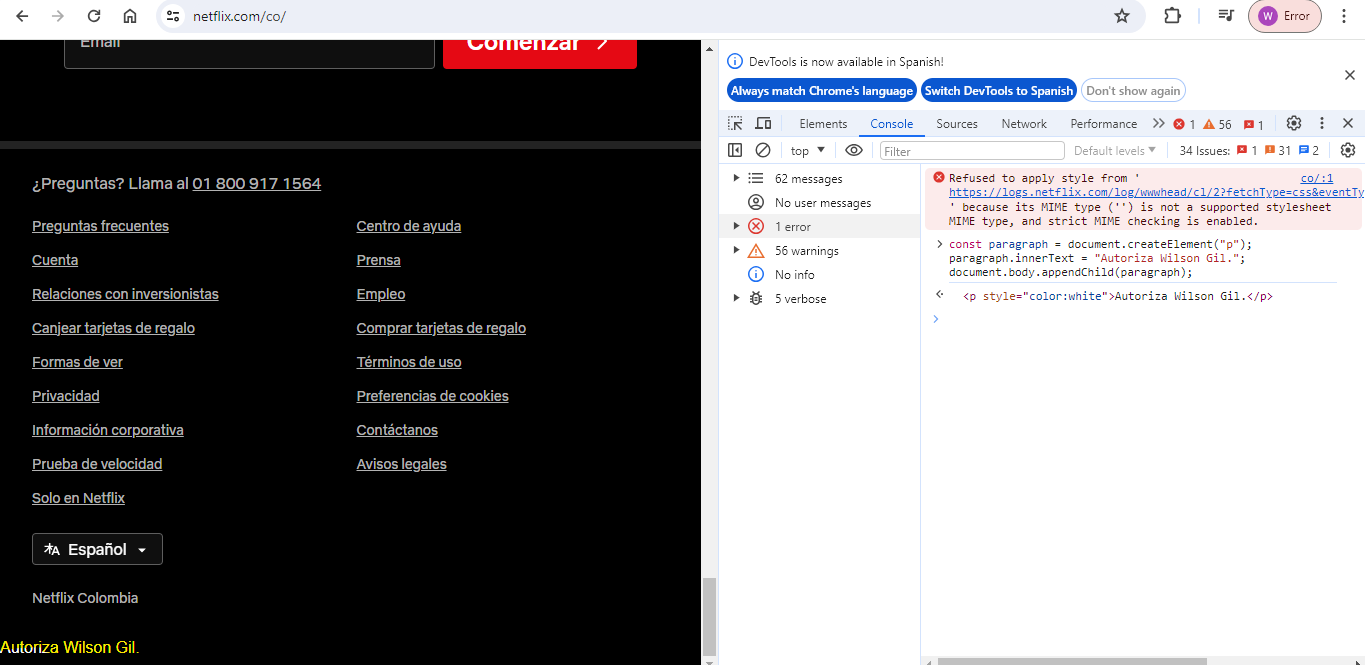 netflix.com/co/
W Error
Email
Comenzar
¿Preguntas? Llama al 01 800 917 1564
Preguntas frecuentes
Centro de ayuda
Cuenta
Prensa
Relaciones con inversionistas
Empleo
Canjear tarjetas de regalo
Comprar tarjetas de regalo
Formas de ver
Términos de uso
Privacidad
Preferencias de cookies
Información corporativa
Contáctanos
Prueba de velocidad
Avisos legales
Solo en Netflix
Español
Netflix Colombia
Autoriza Wilson Gil.
DevTools is now available in Spanish!
Always match Chrome's language Switch DevTools to Spanish Don't show again
Elements Console Sources Network Performance 1 56 1
top Filter Default levels 34 Issues: 1 31 2
62 messages
No user messages
1 error
56 warnings
No info
5 verbose
Refused to apply style from ' co/:1
https://logs.netflix.com/log/wwwhead/cl/2?fetchType=css&eventTy
' because its MIME type ('') is not a supported stylesheet
MIME type, and strict MIME checking is enabled.
const paragraph = document.createElement("p");
paragraph.innerText = "Autoriza Wilson Gil.";
document.body.appendChild(paragraph);
<p style="color:white">Autoriza Wilson Gil.</p>